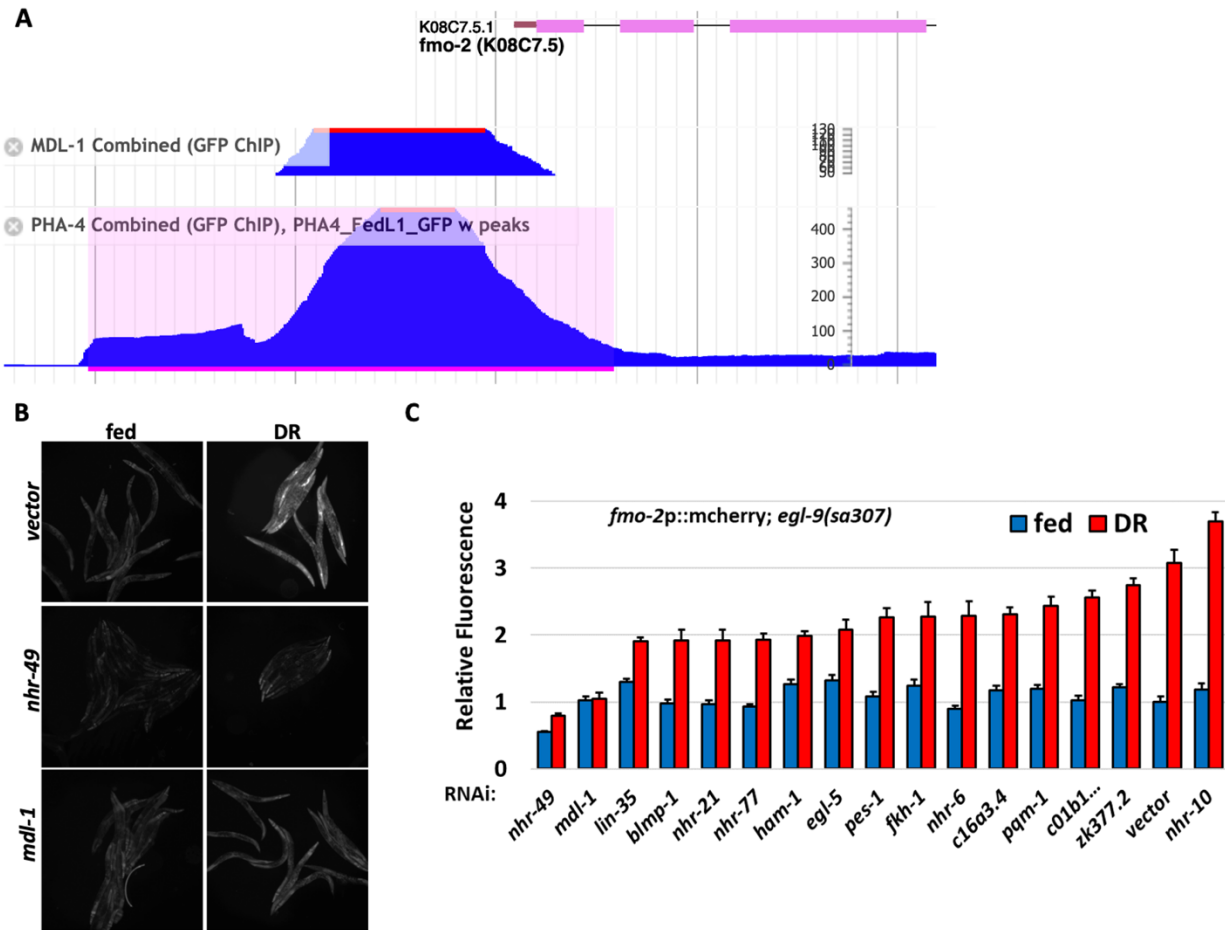 A
K08C7.5.1
fmo-2 (K08C7.5)
MDL-1 Combined (GFP ChIP)
130
50
PHA-4 Combined (GFP ChIP), PHA4_FedL1_GFP w peaks
400
300
200
100
0
B
fed
DR
vector
nhr-49
mdl-1
C
4
3
2
1
0
Relative Fluorescence
fmo-2p::mcherry; egl-9(sa307)
fed
DR
RNAi:
nhr-49
mdl-1
lin-35
blmp-1
nhr-21
nhr-77
ham-1
egl-5
pes-1
fkh-1
nhr-6
c16a3.4
pqm-1
c01b1...
zk377.2
vector
nhr-10